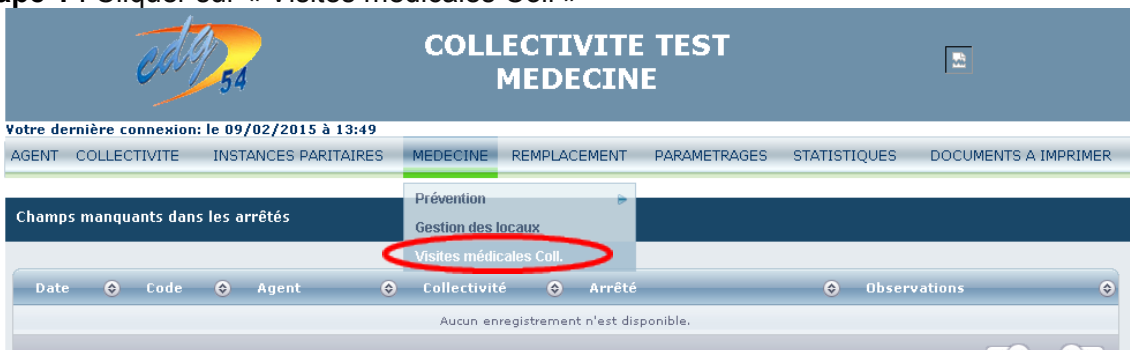 : Cliquer sur « Visites médicales Coll »
cdg 54
COLLECTIVITE TEST
MEDECINE
Votre dernière connexion: le 09/02/2015 à 13:49
AGENT COLLECTIVITE INSTANCES PARITAIRES MEDECINE REMPLACEMENT PARAMETRAGES STATISTIQUES DOCUMENTS A IMPRIMER
Prévention
Champs manquants dans les arrêtés
Gestion des locaux
Visites médicales Coll.
Date Code Agent Collectivité Arrêté Observations
Aucun enregistrement n'est disponible.